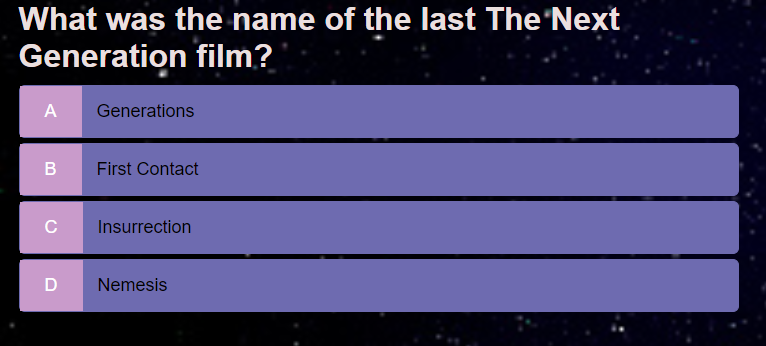 What was the name of the last The Next
Generation film?
A Generations
B First Contact
C Insurrection
D Nemesis